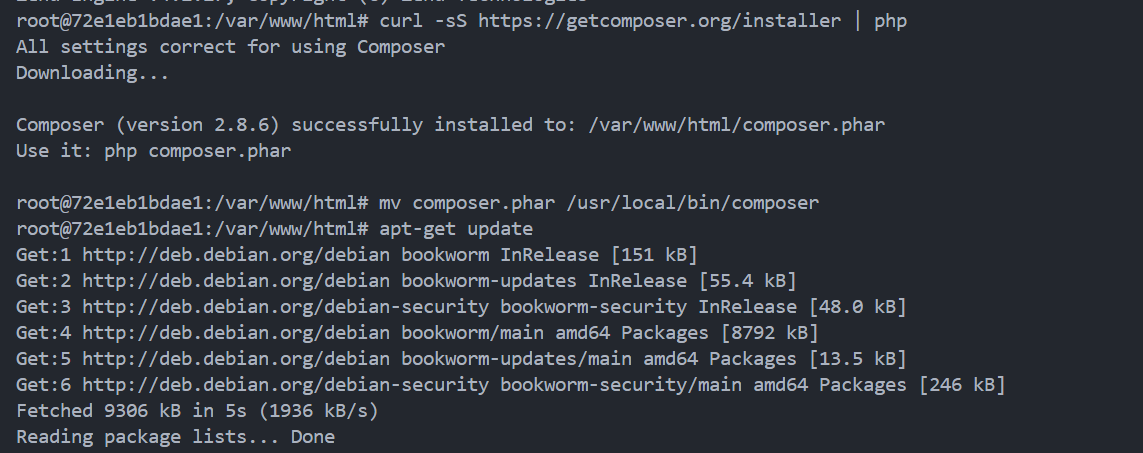 root@72e1eb1bdae1:/var/www/html# curl -sS https://getcomposer.org/installer | php
All settings correct for using Composer
Downloading...
Composer (version 2.8.6) successfully installed to: /var/www/html/composer.phar
Use it: php composer.phar
root@72e1eb1bdae1:/var/www/html# mv composer.phar /usr/local/bin/composer
root@72e1eb1bdae1:/var/www/html# apt-get update
Get:1 http://deb.debian.org/debian bookworm InRelease [151 kB]
Get:2 http://deb.debian.org/debian bookworm-updates InRelease [55.4 kB]
Get:3 http://deb.debian.org/debian-security bookworm-security InRelease [48.0 kB]
Get:4 http://deb.debian.org/debian bookworm/main amd64 Packages [8792 kB]
Get:5 http://deb.debian.org/debian bookworm-updates/main amd64 Packages [13.5 kB]
Get:6 http://deb.debian.org/debian-security bookworm-security/main amd64 Packages [246 kB]
Fetched 9306 kB in 5s (1936 kB/s)
Reading package lists... Done